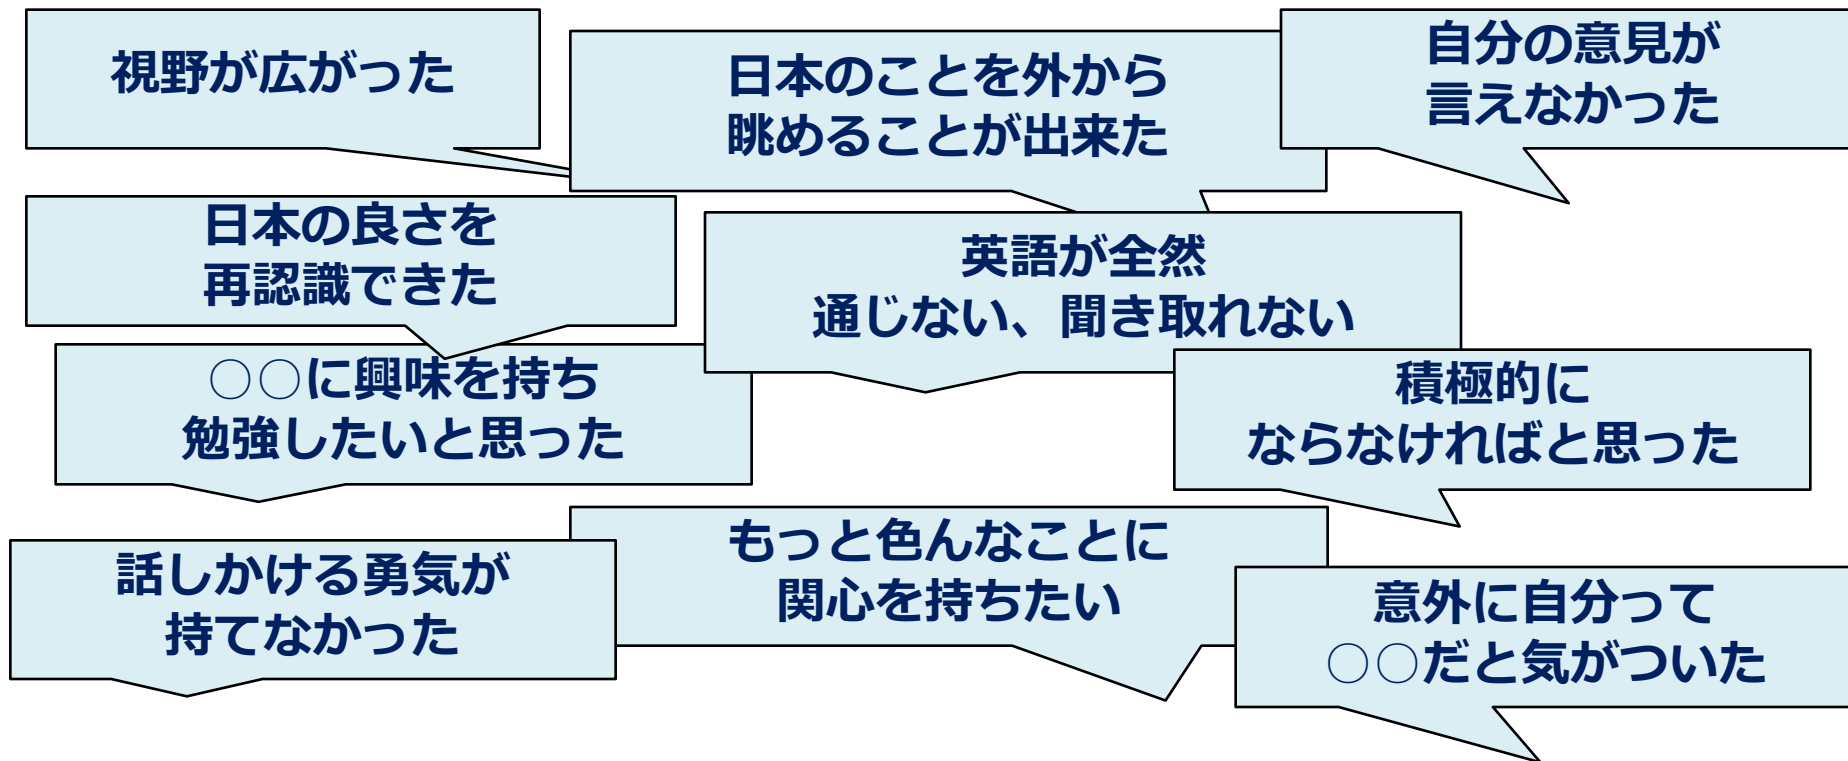 視野が広がった
日本のことを外から
眺めることが出来た
自分の意見が
言えなかった
日本の良さを
再認識できた
英語が全然
通じない、聞き取れない
○○に興味を持ち
勉強したいと思った
積極的に
ならなければと思った
話しかける勇気が
持てなかった
もっと色んなことに
関心を持ちたい
意外に自分って
○○だと気がついた